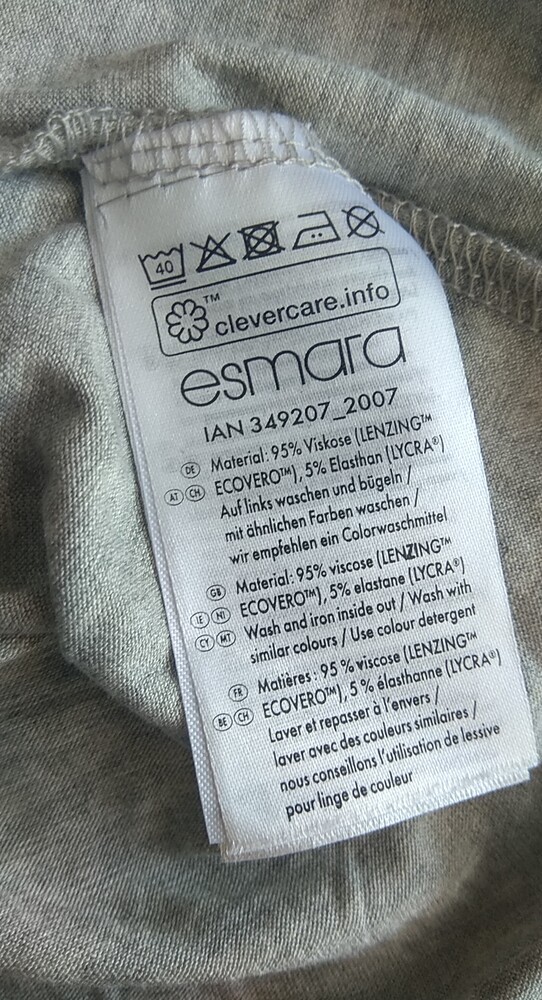 40
™ clevercare.info
esmara
IAN 349207_2007
DE Material: 95% Viskose (LENZING™
AT CH ECOVERO™), 5% Elasthan (LYCRA®)
Auf links waschen und bügeln /
mit ähnlichen Farben waschen /
wir empfehlen ein Colorwaschmittel
GB Material: 95% viscose (LENZING™
IE NI ECOVERO™), 5% elastane (LYCRA®)
CY MT Wash and iron inside out / Wash with
similar colours / Use colour detergent
FR Matières : 95 % viscose (LENZING™
BE CH ECOVERO™), 5 % élasthanne (LYCRA®)
Laver et repasser à l'envers /
laver avec des couleurs similaires /
nous conseillons l'utilisation de lessive
pour linge de couleur